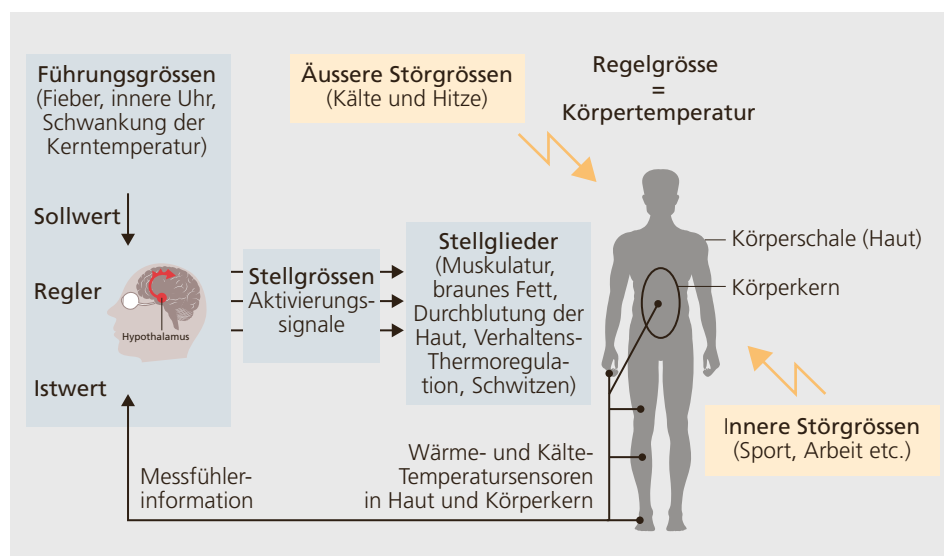 Führungsgrössen
(Fieber, innere Uhr,
Schwankung der
Kerntemperatur)
Sollwert
Regler
Hypothalamus
Istwert
Stellgrössen
Aktivierungs-
signale
Stellglieder
(Muskulatur,
braunes Fett,
Durchblutung der
Haut, Verhaltens-
Thermoregula-
tion, Schwitzen)
Äussere Störgrössen
(Kälte und Hitze)
Regelgrösse
=
Körpertemperatur
Körperschale (Haut)
Körperkern
Innere Störgrössen
(Sport, Arbeit etc.)
Wärme- und Kälte-
Temperatursensoren
in Haut und Körperkern
Messfühler-
information